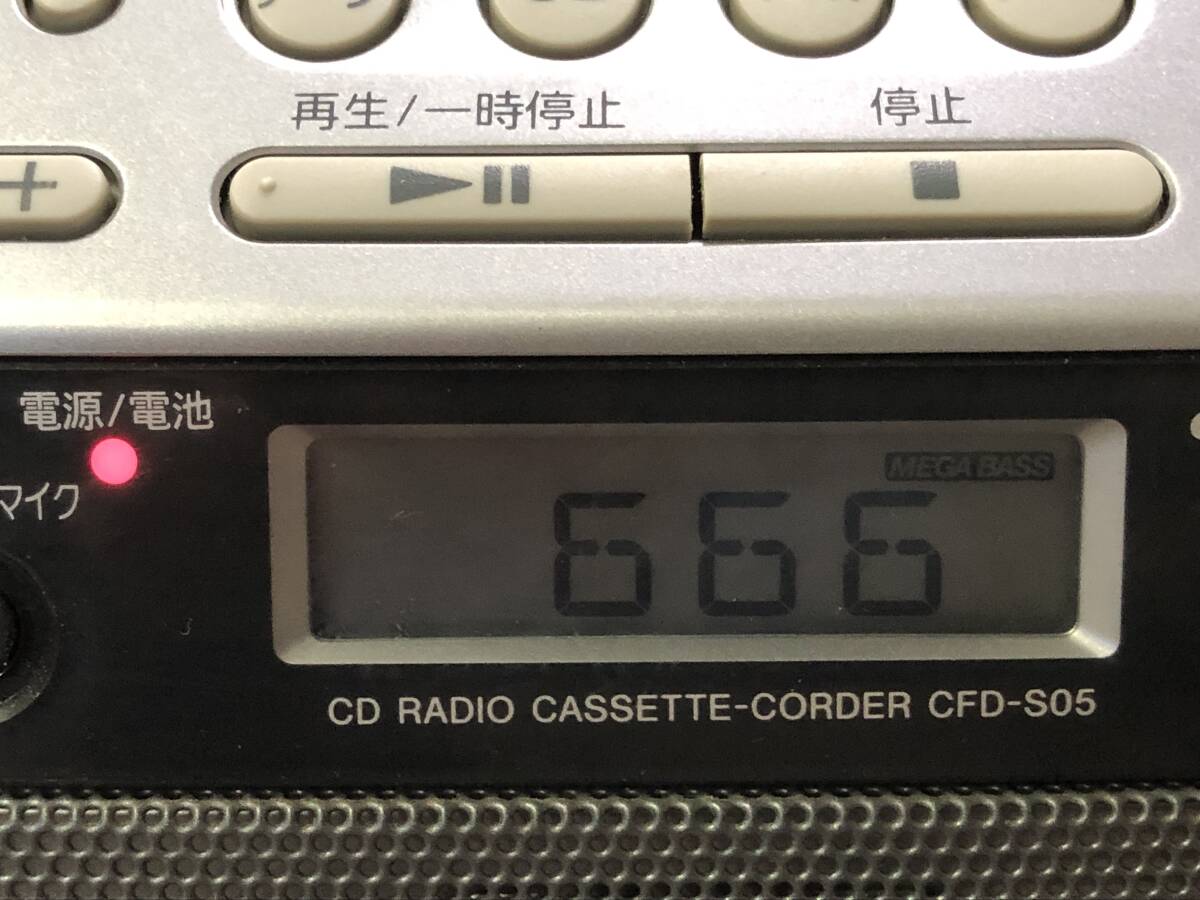 再生/一時停止
停止
+
電源/電池
マイク
MEGA BASS
666
CD RADIO CASSETTE-CORDER CFD-S05